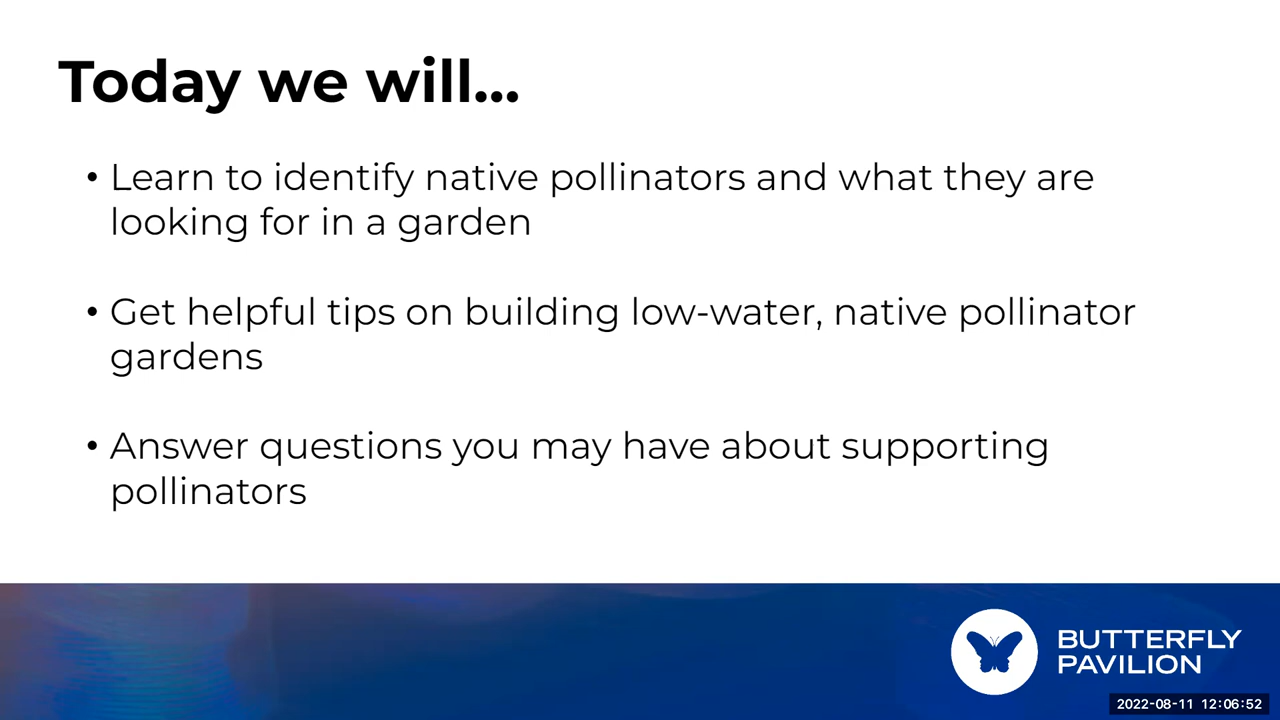 Today we will...
• Learn to identify native pollinators and what they are
looking for in a garden
• Get helpful tips on building low-water, native pollinator
gardens
• Answer questions you may have about supporting
pollinators
BUTTERFLY
PAVILION
2022-08-11 12:06:52